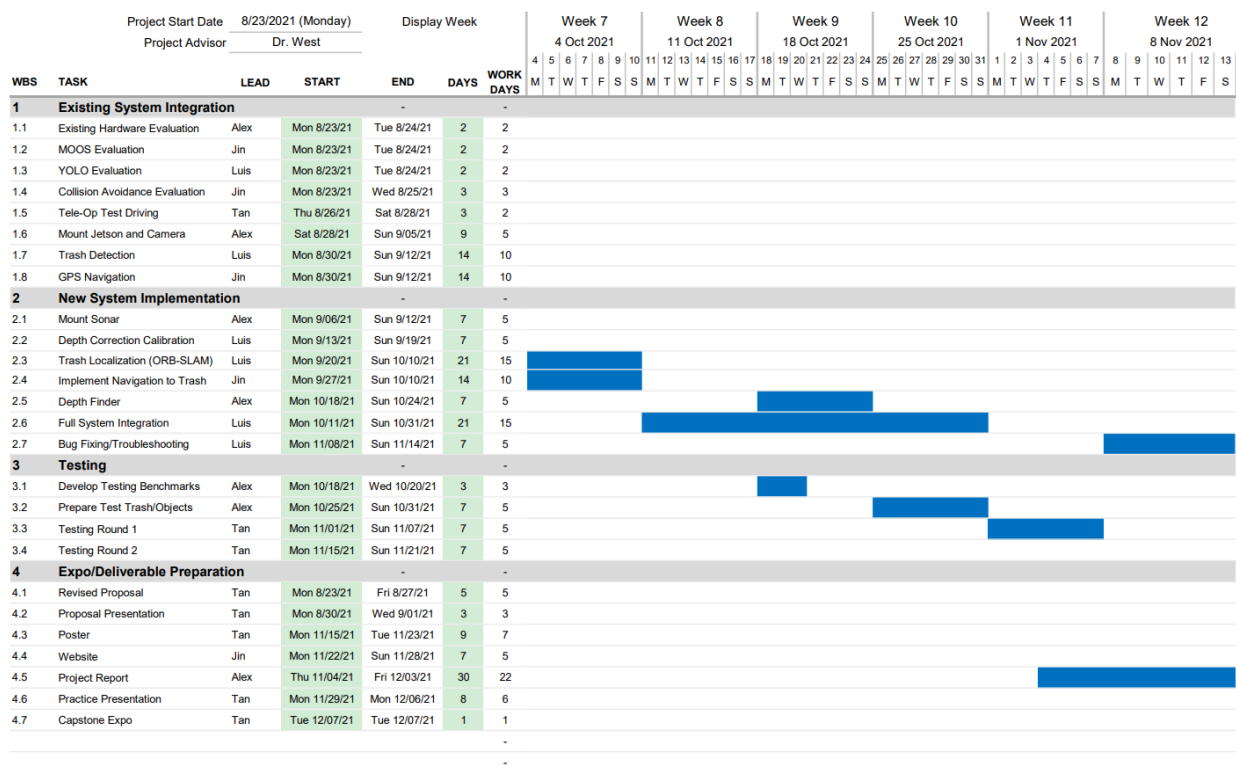 Project Start Date 8/23/2021 (Monday) Display Week Week 7 Week 8 Week 9 Week 10 Week 11 Week 12
Project Advisor Dr. West 4 Oct 2021 11 Oct 2021 18 Oct 2021 25 Oct 2021 1 Nov 2021 8 Nov 2021
4 5 6 7 8 9 10 11 12 13 14 15 16 17 18 19 20 21 22 23 24 25 26 27 28 29 30 31 1 2 3 4 5 6 7 8 9 10 11 12 13
WBS TASK LEAD START END DAYS WORK DAYS M T W T F S S M T W T F S S M T W T F S S M T W T F S S M T W T F S S M T W T F S
1 Existing System Integration - -
1.1 Existing Hardware Evaluation Alex Mon 8/23/21 Tue 8/24/21 2 2
1.2 MOOS Evaluation Jin Mon 8/23/21 Tue 8/24/21 2 2
1.3 YOLO Evaluation Luis Mon 8/23/21 Tue 8/24/21 2 2
1.4 Collision Avoidance Evaluation Jin Mon 8/23/21 Wed 8/25/21 3 3
1.5 Tele-Op Test Driving Tan Thu 8/26/21 Sat 8/28/21 3 2
1.6 Mount Jetson and Camera Alex Sat 8/28/21 Sun 9/05/21 9 5
1.7 Trash Detection Luis Mon 8/30/21 Sun 9/12/21 14 10
1.8 GPS Navigation Jin Mon 8/30/21 Sun 9/12/21 14 10
2 New System Implementation - -
2.1 Mount Sonar Alex Mon 9/06/21 Sun 9/12/21 7 5
2.2 Depth Correction Calibration Luis Mon 9/13/21 Sun 9/19/21 7 5
2.3 Trash Localization (ORB-SLAM) Luis Mon 9/20/21 Sun 10/10/21 21 15
2.4 Implement Navigation to Trash Jin Mon 9/27/21 Sun 10/10/21 14 10
2.5 Depth Finder Alex Mon 10/18/21 Sun 10/24/21 7 5
2.6 Full System Integration Luis Mon 10/11/21 Sun 10/31/21 21 15
2.7 Bug Fixing/Troubleshooting Luis Mon 11/08/21 Sun 11/14/21 7 5
3 Testing - -
3.1 Develop Testing Benchmarks Alex Mon 10/18/21 Wed 10/20/21 3 3
3.2 Prepare Test Trash/Objects Alex Mon 10/25/21 Sun 10/31/21 7 5
3.3 Testing Round 1 Tan Mon 11/01/21 Sun 11/07/21 7 5
3.4 Testing Round 2 Tan Mon 11/15/21 Sun 11/21/21 7 5
4 Expo/Deliverable Preparation - -
4.1 Revised Proposal Tan Mon 8/23/21 Fri 8/27/21 5 5
4.2 Proposal Presentation Tan Mon 8/30/21 Wed 9/01/21 3 3
4.3 Poster Tan Mon 11/15/21 Tue 11/23/21 9 7
4.4 Website Jin Mon 11/22/21 Sun 11/28/21 7 5
4.5 Project Report Alex Thu 11/04/21 Fri 12/03/21 30 22
4.6 Practice Presentation Tan Mon 11/29/21 Mon 12/06/21 8 6
4.7 Capstone Expo Tan Tue 12/07/21 Tue 12/07/21 1 1
-
-